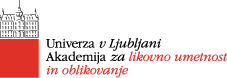 Univerza v Ljubljani
Akademija za likovno umetnost
in oblikovanje